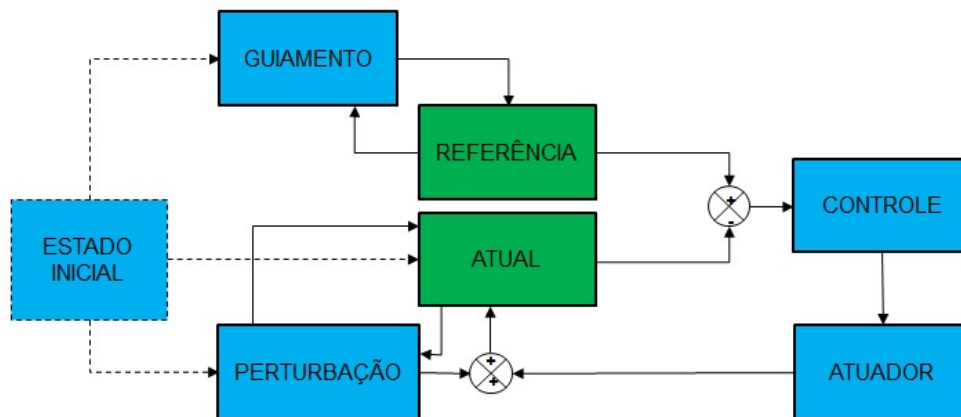 GUIAMENTO
REFERÊNCIA
+
-
CONTROLE
ESTADO
INICIAL
ATUAL
PERTURBAÇÃO
+
+
ATUADOR